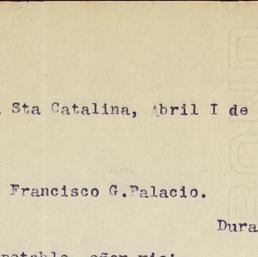 Sta Catalina, Abril I de
Francisco G.Palacio.
Dura